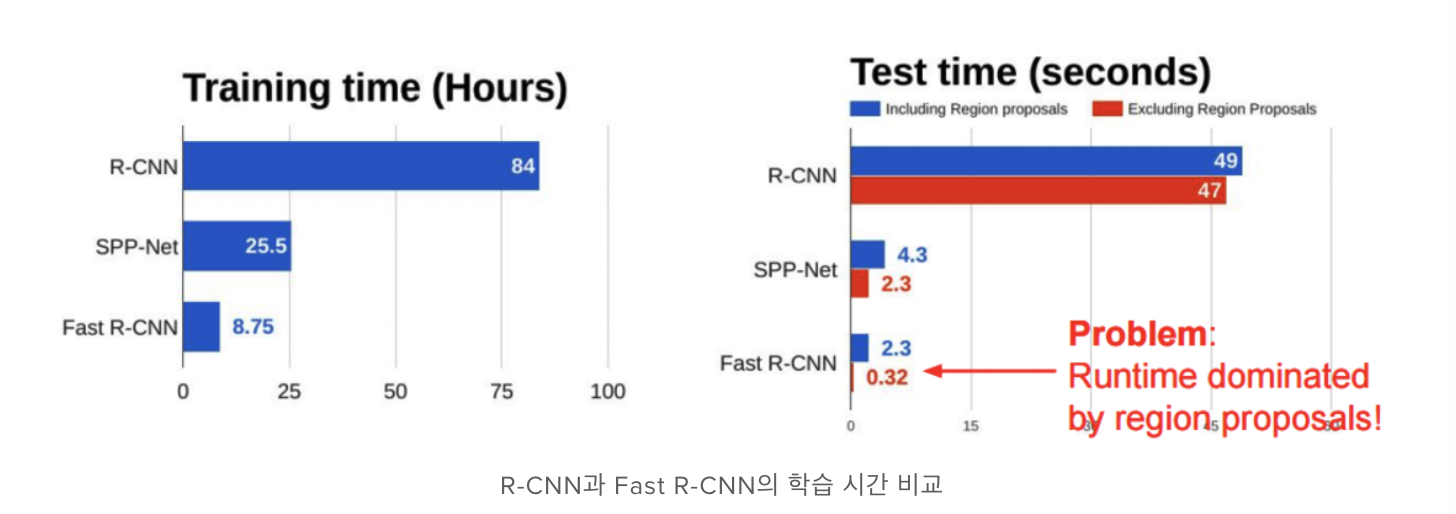 Training time (Hours)
R-CNN
84
SPP-Net
25.5
Fast R-CNN
8.75
0 25 50 75 100
Test time (seconds)
Including Region proposals Excluding Region Proposals
R-CNN
49
47
SPP-Net
4.3
2.3
Fast R-CNN
2.3
0.32
Problem:
Runtime dominated
by region proposals!
0 15 30 45 60
R-CNN과 Fast R-CNN의 학습 시간 비교